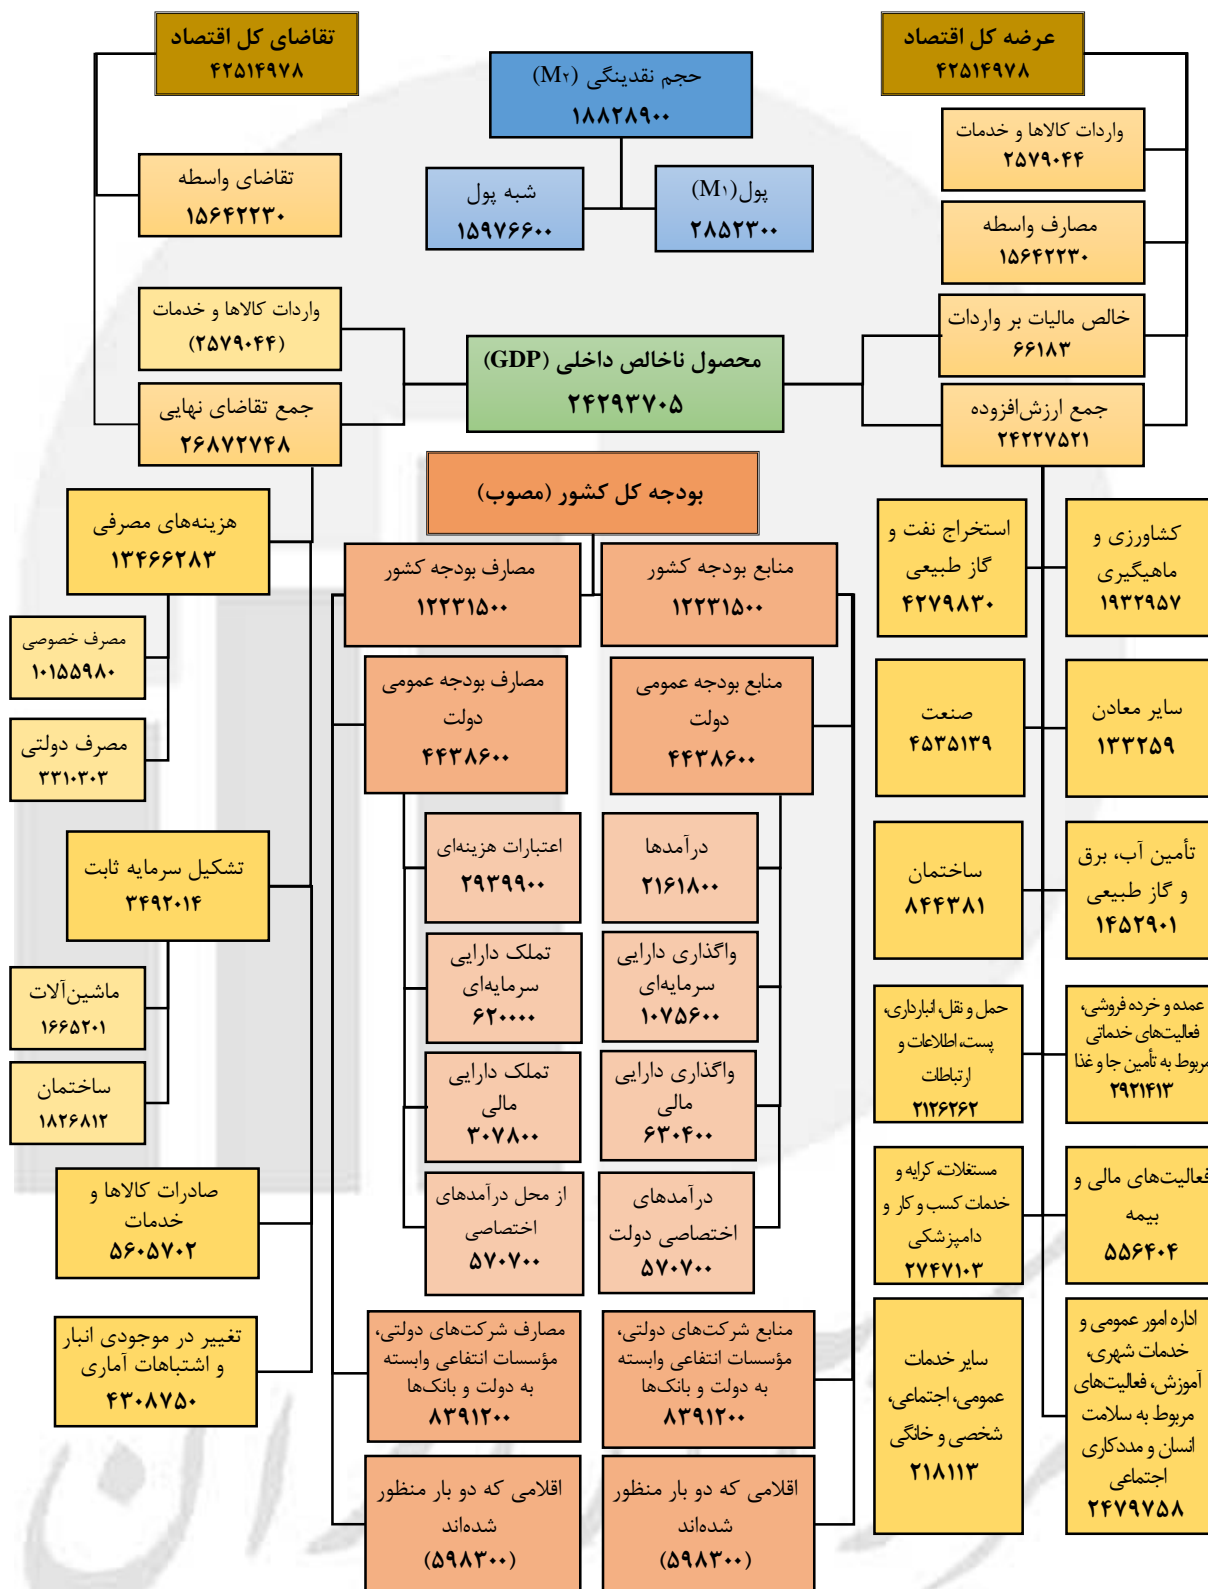 عرضه کل اقتصاد
۴۲۵۱۴۹۷۸
تقاضای کل اقتصاد
۴۲۵۱۴۹۷۸
حجم نقدینگی (M۲)
۱۸۸۲۸۹۰۰
پول(M۱)
۲۸۵۲۳۰۰
شبه پول
۱۵۹۷۶۶۰۰
واردات کالاها و خدمات
۲۵۷۹۰۴۴
مصارف واسطه
۱۵۶۴۲۲۳۰
خالص مالیات بر واردات
۶۶۱۸۳
جمع ارزش‌افزوده
۲۴۲۲۷۵۲۱
تقاضای واسطه
۱۵۶۴۲۲۳۰
واردات کالاها و خدمات
(۲۵۷۹۰۴۴)
جمع تقاضای نهایی
۲۶۸۷۲۷۴۸
محصول ناخالص داخلی (GDP)
۲۴۲۹۳۷۰۵
کشاورزی و
ماهیگیری
۱۹۳۲۹۵۷
استخراج نفت و
گاز طبیعی
۴۲۷۹۸۳۰
سایر معادن
۱۳۳۲۵۹
صنعت
۴۵۳۵۱۳۹
تأمین آب، برق
و گاز طبیعی
۱۴۵۲۹۰۱
ساختمان
۸۴۴۳۸۱
عمده و خرده فروشی،
فعالیت‌های خدماتی
مربوط به تأمین جا و غذا
۲۹۲۱۴۱۳
حمل و نقل، انبارداری،
پست، اطلاعات و
ارتباطات
۲۱۲۶۲۶۲
فعالیت‌های مالی و
بیمه
۵۵۶۴۰۴
مستغلات، کرایه و
خدمات کسب و کار و
دامپزشکی
۲۷۴۷۱۰۳
اداره امور عمومی و
خدمات شهری،
آموزش، فعالیت‌های
مربوط به سلامت
انسان و مددکاری
اجتماعی
۲۴۷۹۷۵۸
سایر خدمات
عمومی، اجتماعی،
شخصی و خانگی
۲۱۸۱۱۳
بودجه کل کشور (مصوب)
منابع بودجه کشور
۱۲۲۳۱۵۰۰
مصارف بودجه کشور
۱۲۲۳۱۵۰۰
منابع بودجه عمومی
دولت
۴۴۳۸۶۰۰
مصارف بودجه عمومی
دولت
۴۴۳۸۶۰۰
درآمدها
۲۱۶۱۸۰۰
اعتبارات هزینه‌ای
۲۹۳۹۹۰۰
واگذاری دارایی
سرمایه‌ای
۱۰۷۵۶۰۰
تملک دارایی
سرمایه‌ای
۶۲۰۰۰۰
واگذاری دارایی
مالی
۶۳۰۴۰۰
تملک دارایی
مالی
۳۰۷۸۰۰
درآمدهای
اختصاصی دولت
۵۷۰۷۰۰
از محل درآمدهای
اختصاصی
۵۷۰۷۰۰
منابع شرکت‌های دولتی،
مؤسسات انتفاعی وابسته
به دولت و بانک‌ها
۸۳۹۱۲۰۰
مصارف شرکت‌های دولتی،
مؤسسات انتفاعی وابسته
به دولت و بانک‌ها
۸۳۹۱۲۰۰
اقلامی که دو بار منظور
شده‌اند
(۵۹۸۳۰۰)
اقلامی که دو بار منظور
شده‌اند
(۵۹۸۳۰۰)
هزینه‌های مصرفی
۱۳۴۶۶۲۸۳
مصرف خصوصی
۱۰۱۵۵۹۸۰
مصرف دولتی
۳۳۱۰۳۰۳
تشکیل سرمایه ثابت
۳۴۹۲۰۱۴
ماشین‌آلات
۱۶۶۵۲۰۱
ساختمان
۱۸۲۶۸۱۲
صادرات کالاها و
خدمات
۵۶۰۵۷۰۲
تغییر در موجودی انبار
و اشتباهات آماری
۴۳۰۸۷۵۰